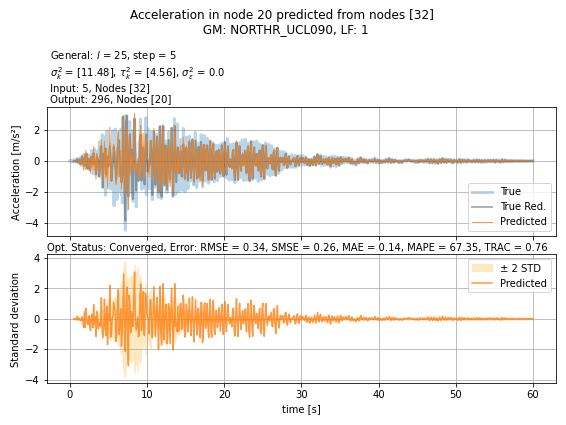 Acceleration in node 20 predicted from nodes [32]
GM: NORTHR_UCL090, LF: 1
General: l = 25, step = 5
σ²ₖ = [11.48], τ²ₖ = [4.56], σ²ε = 0.0
Input: 5, Nodes [32]
Output: 296, Nodes [20]
Acceleration [m/s²]
2
0
−2
−4
True
True Red.
Predicted
Opt. Status: Converged, Error: RMSE = 0.34, SMSE = 0.26, MAE = 0.14, MAPE = 67.35, TRAC = 0.76
Standard deviation
4
2
0
−2
−4
± 2 STD
Predicted
0 10 20 30 40 50 60
time [s]